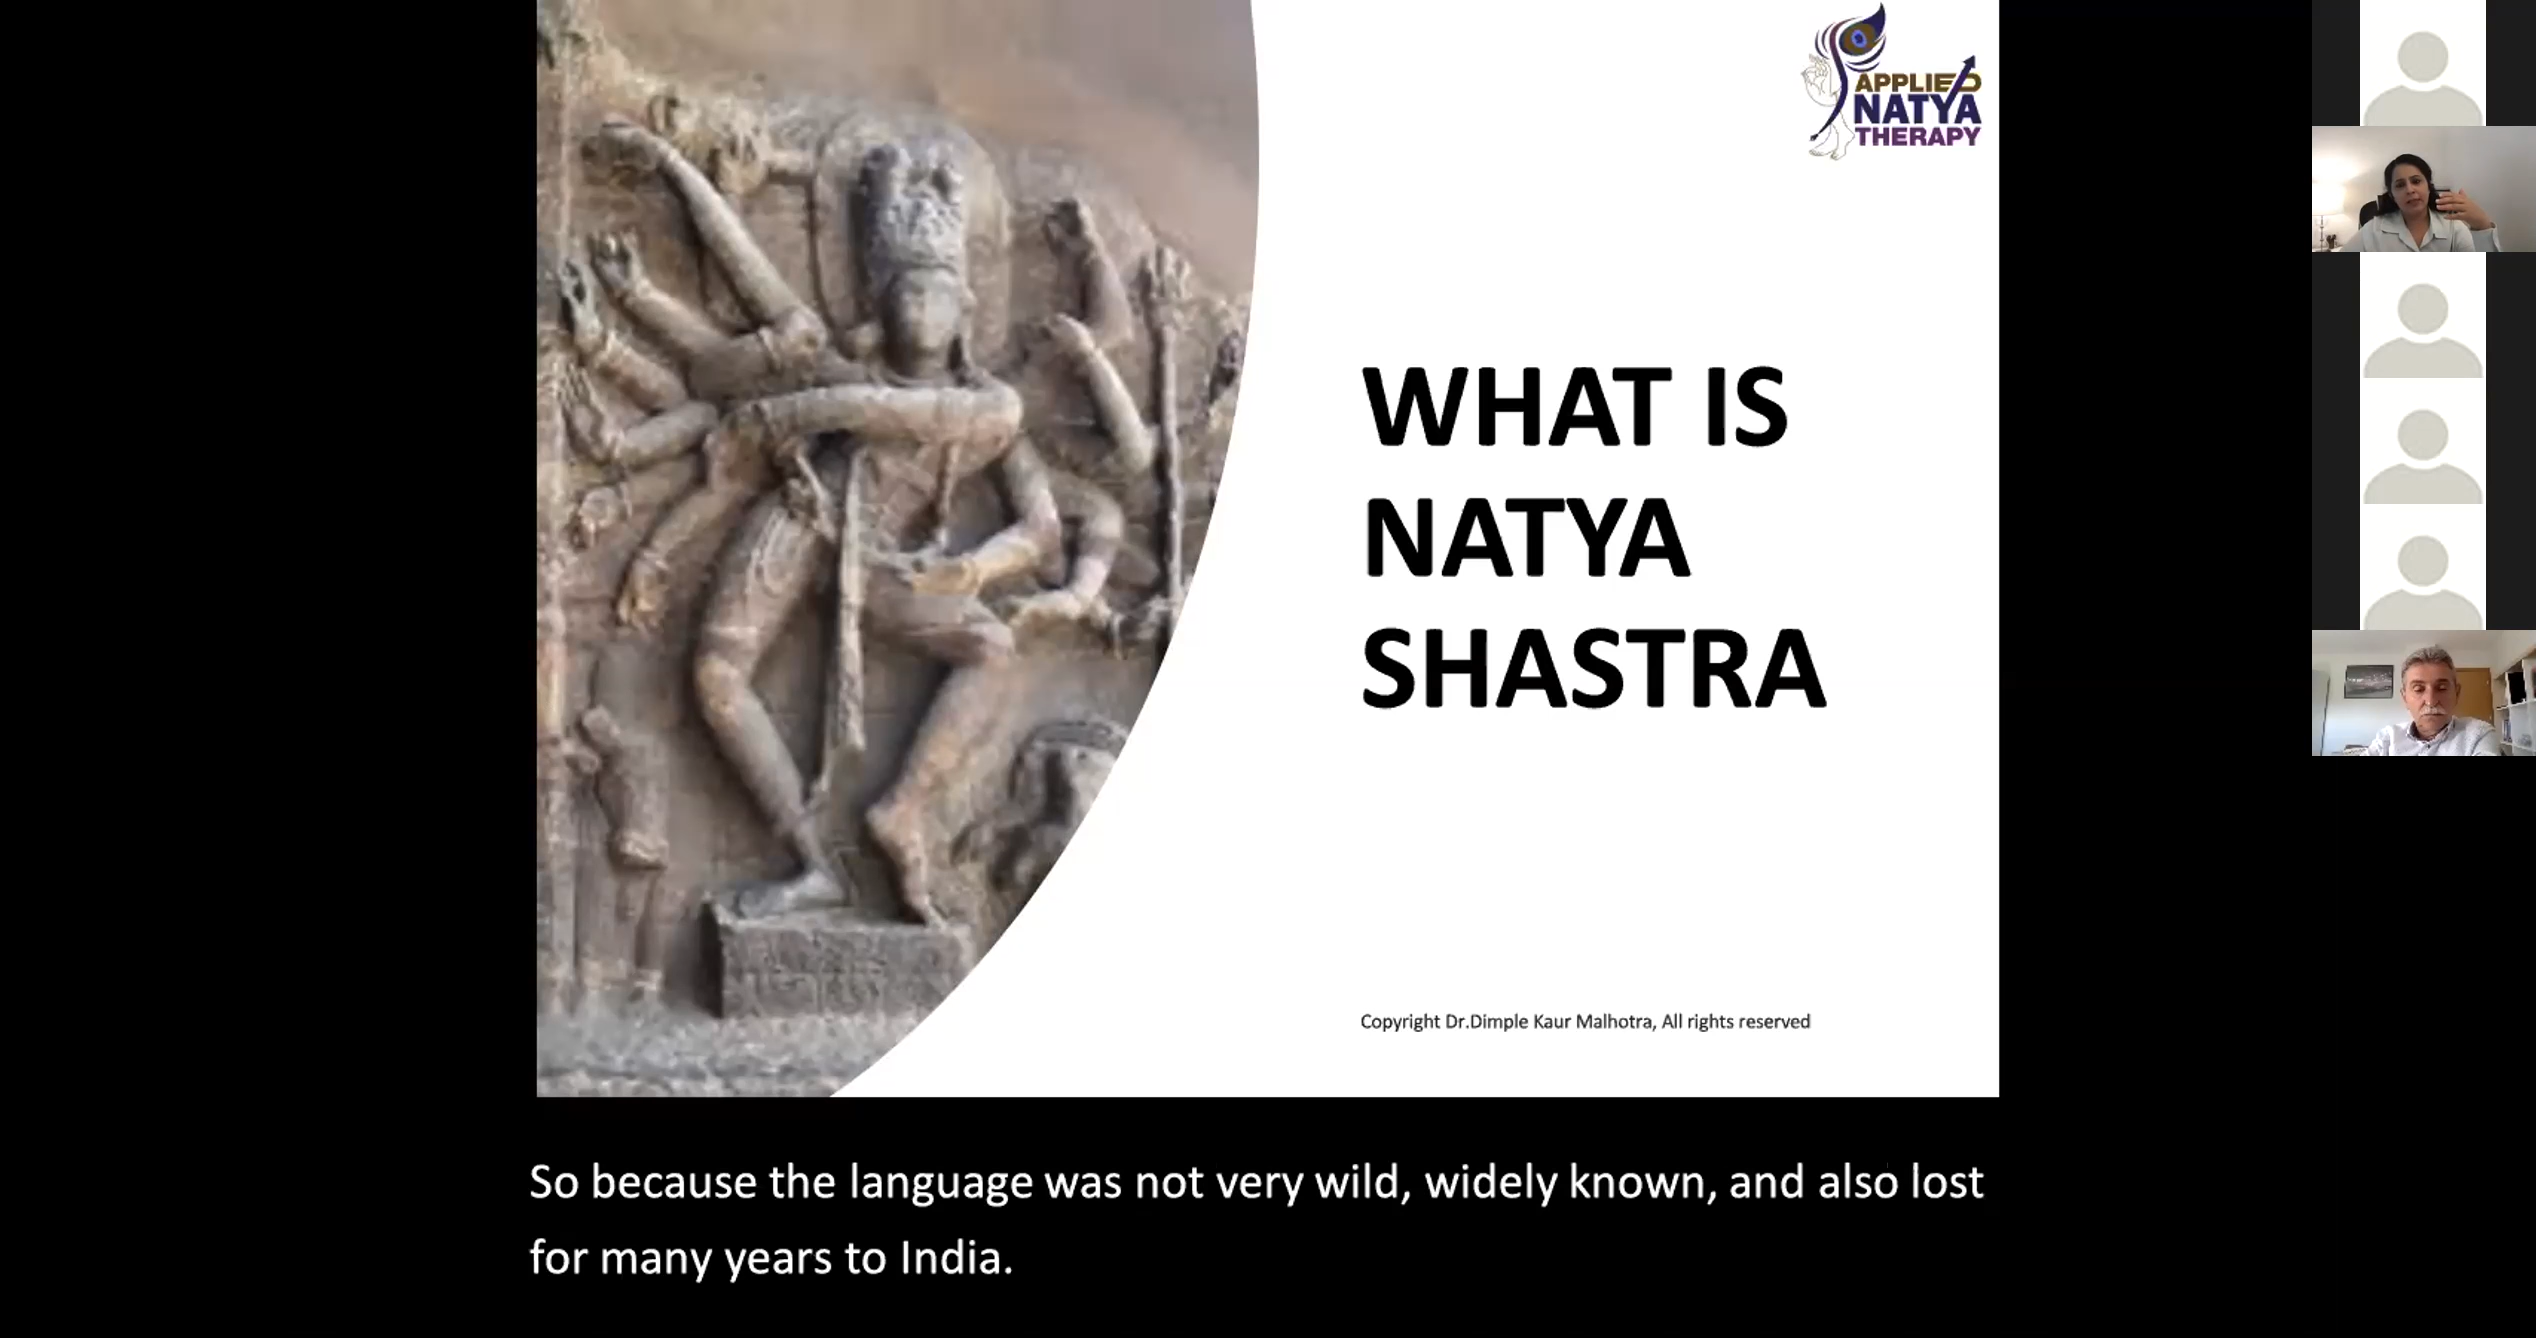 APPLIED
NATYA
THERAPY
WHAT IS
NATYA
SHASTRA
Copyright Dr.Dimple Kaur Malhotra, All rights reserved
So because the language was not very wild, widely known, and also lost
for many years to India.